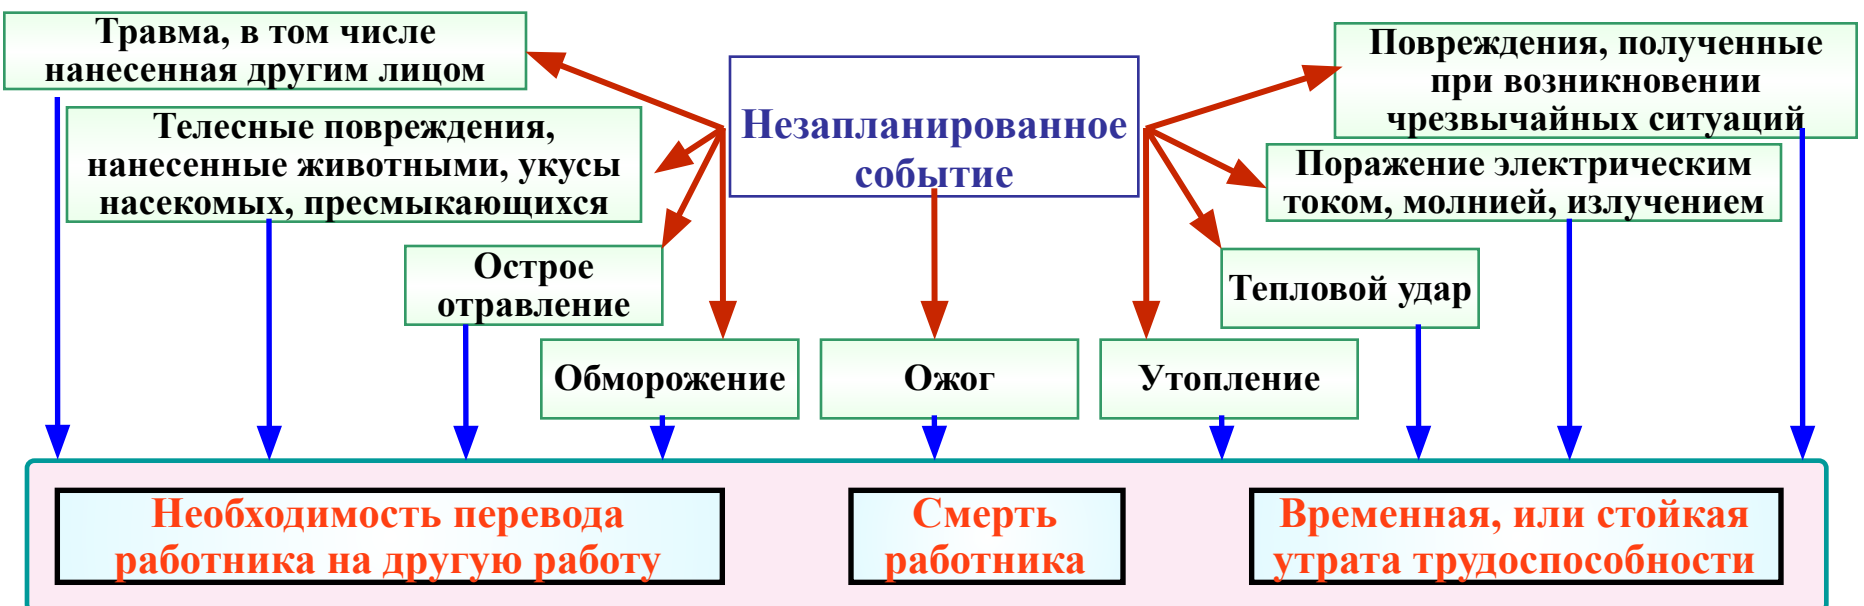 Травма, в том числе
нанесенная другим лицом
Телесные повреждения,
нанесенные животными, укусы
насекомых, пресмыкающихся
Острое
отравление
Обморожение
Незапланированное
событие
Ожог
Утопление
Тепловой удар
Поражение электрическим
током, молнией, излучением
Повреждения, полученные
при возникновении
чрезвычайных ситуаций
Необходимость перевода
работника на другую работу
Смерть
работника
Временная, или стойкая
утрата трудоспособности